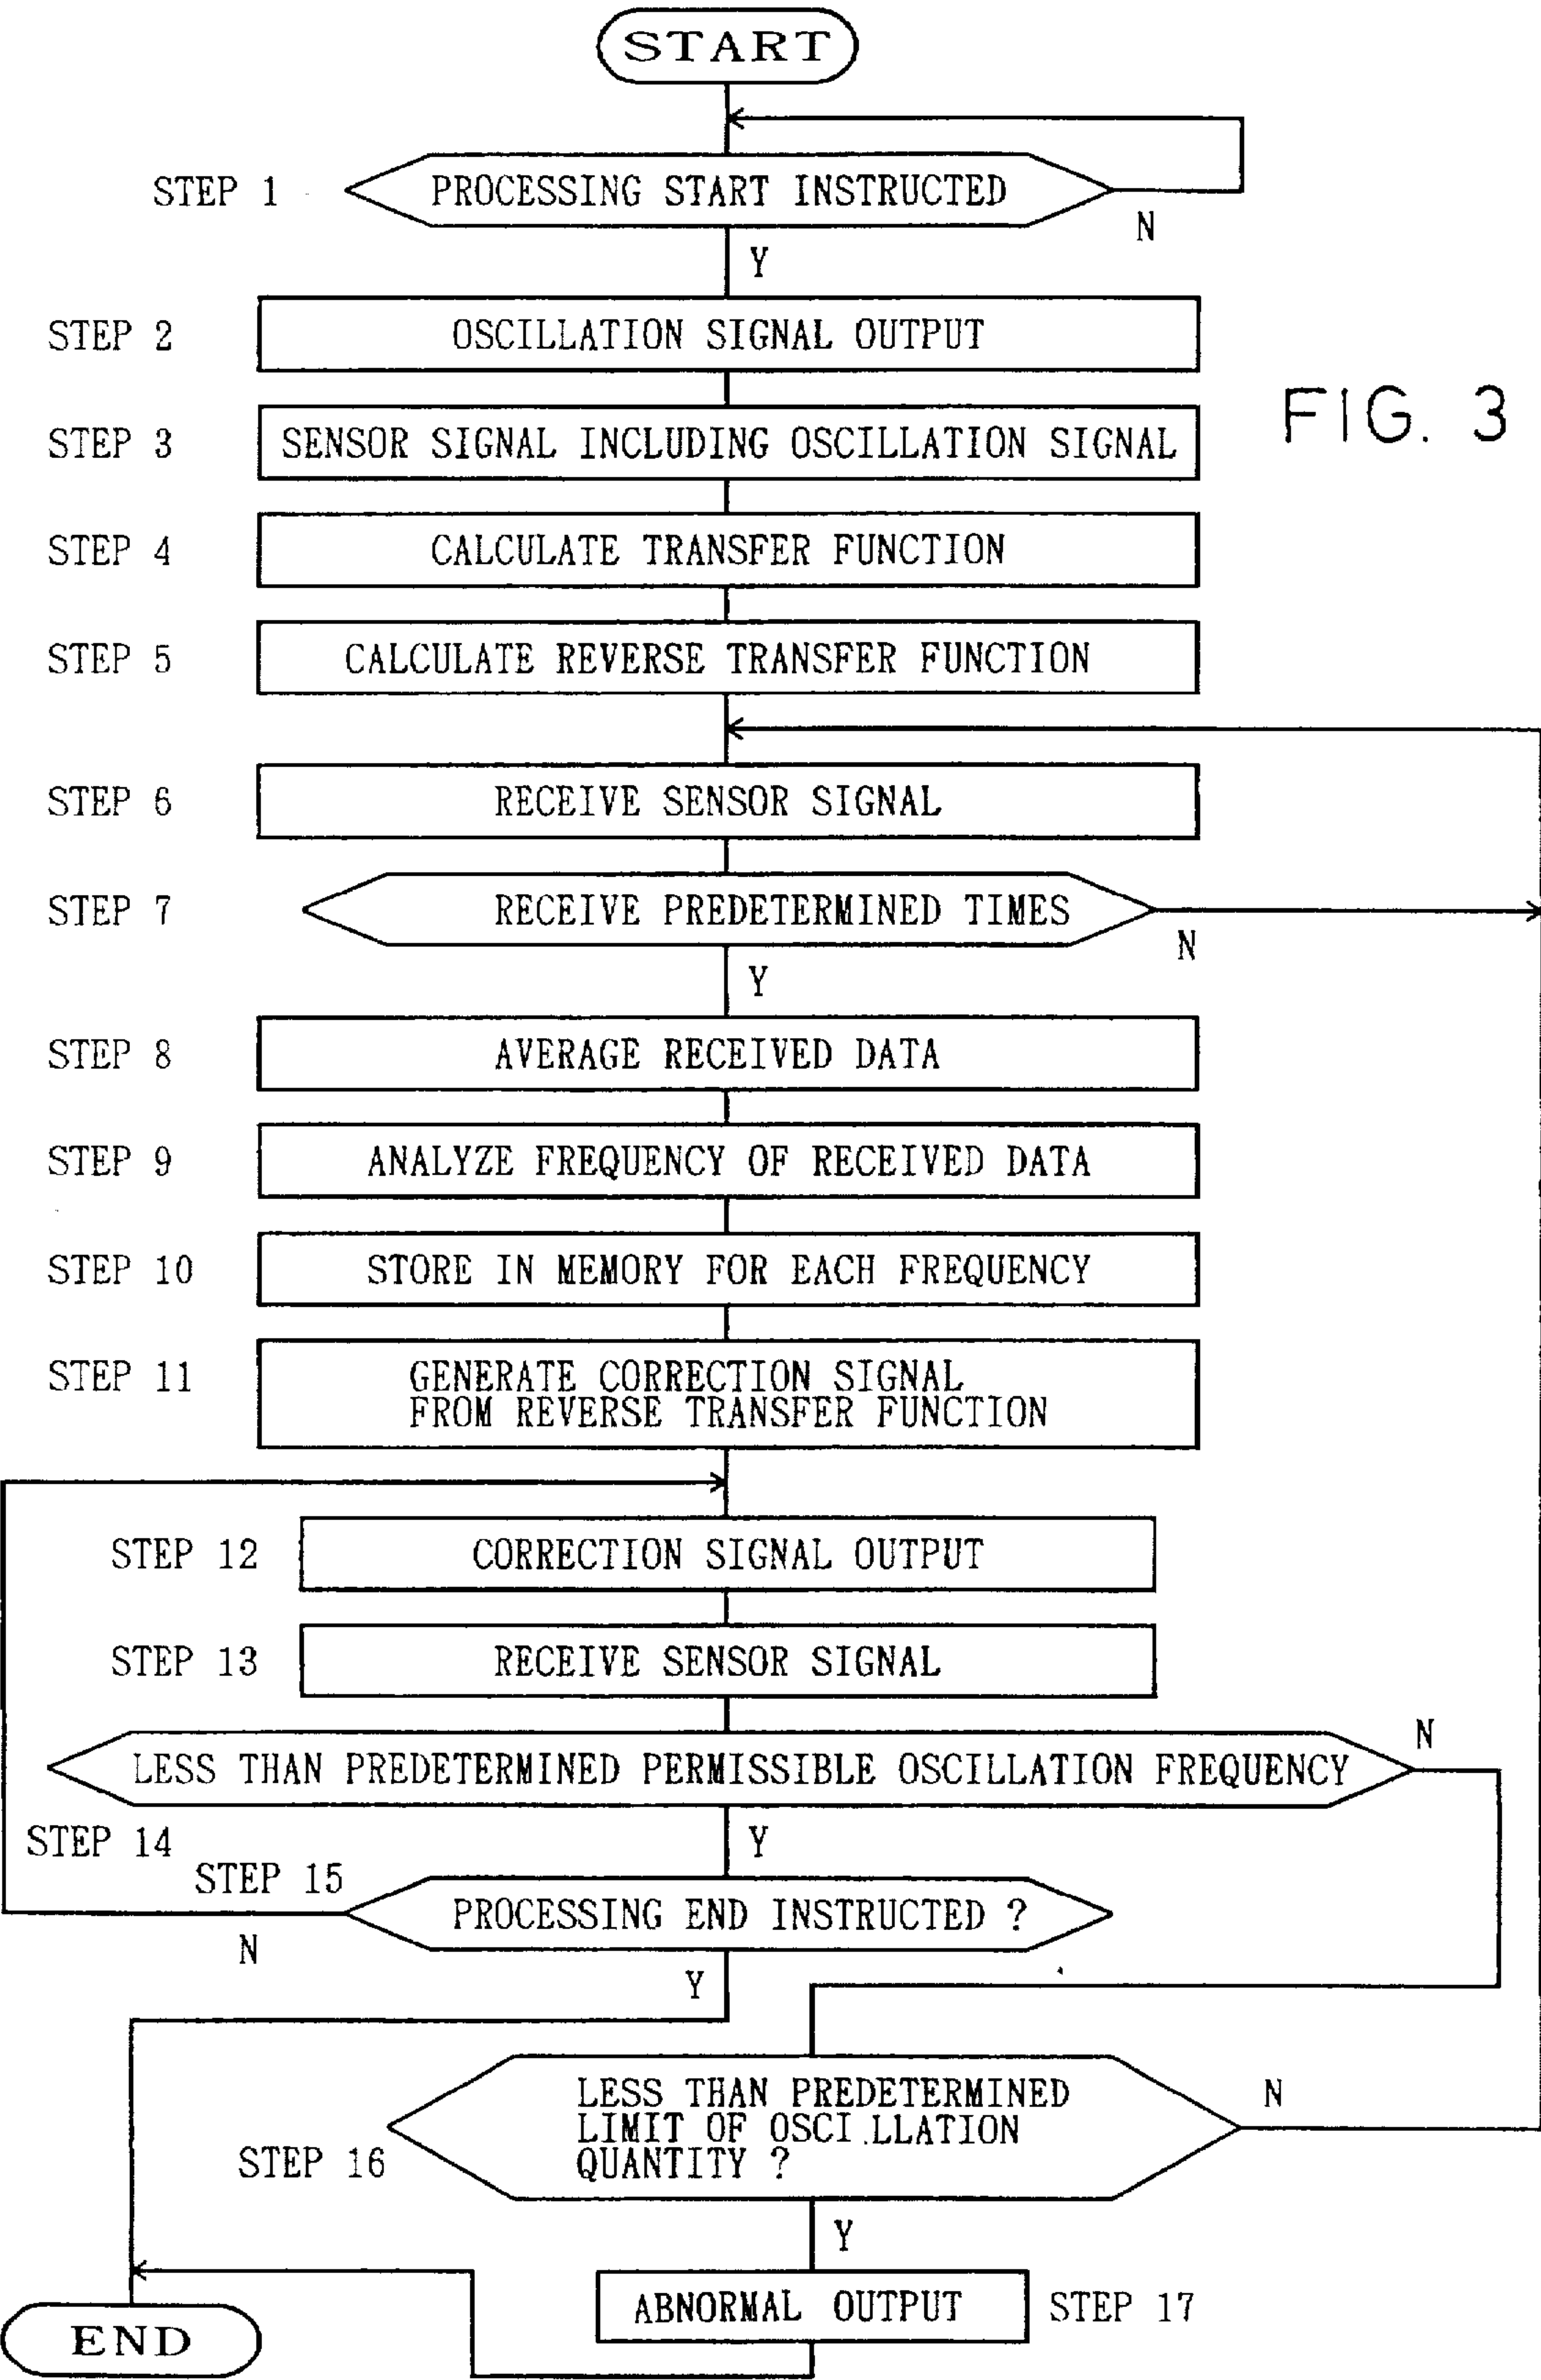 START
STEP 1
PROCESSING START INSTRUCTED
N
Y
STEP 2
OSCILLATION SIGNAL OUTPUT
FIG. 3
STEP 3
SENSOR SIGNAL INCLUDING OSCILLATION SIGNAL
STEP 4
CALCULATE TRANSFER FUNCTION
STEP 5
CALCULATE REVERSE TRANSFER FUNCTION
STEP 6
RECEIVE SENSOR SIGNAL
STEP 7
RECEIVE PREDETERMINED TIMES
N
Y
STEP 8
AVERAGE RECEIVED DATA
STEP 9
ANALYZE FREQUENCY OF RECEIVED DATA
STEP 10
STORE IN MEMORY FOR EACH FREQUENCY
STEP 11
GENERATE CORRECTION SIGNAL
FROM REVERSE TRANSFER FUNCTION
STEP 12
CORRECTION SIGNAL OUTPUT
STEP 13
RECEIVE SENSOR SIGNAL
N
LESS THAN PREDETERMINED PERMISSIBLE OSCILLATION FREQUENCY
STEP 14
Y
STEP 15
PROCESSING END INSTRUCTED ?
N
Y
LESS THAN PREDETERMINED
LIMIT OF OSCILLATION
QUANTITY ?
N
STEP 16
Y
ABNORMAL OUTPUT
STEP 17
END